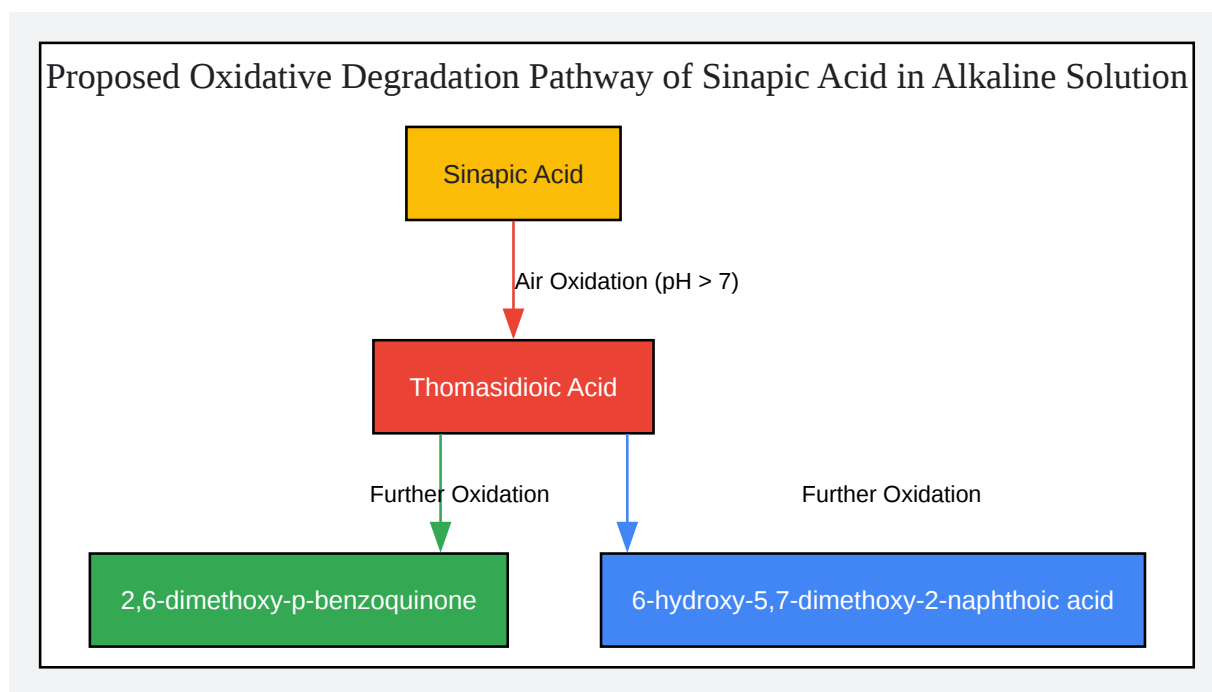 Proposed Oxidative Degradation Pathway of Sinapic Acid in Alkaline Solution
Sinapic Acid
Air Oxidation (pH > 7)
Thomasidioic Acid
Further Oxidation
Further Oxidation
2,6-dimethoxy-p-benzoquinone
6-hydroxy-5,7-dimethoxy-2-naphthoic acid